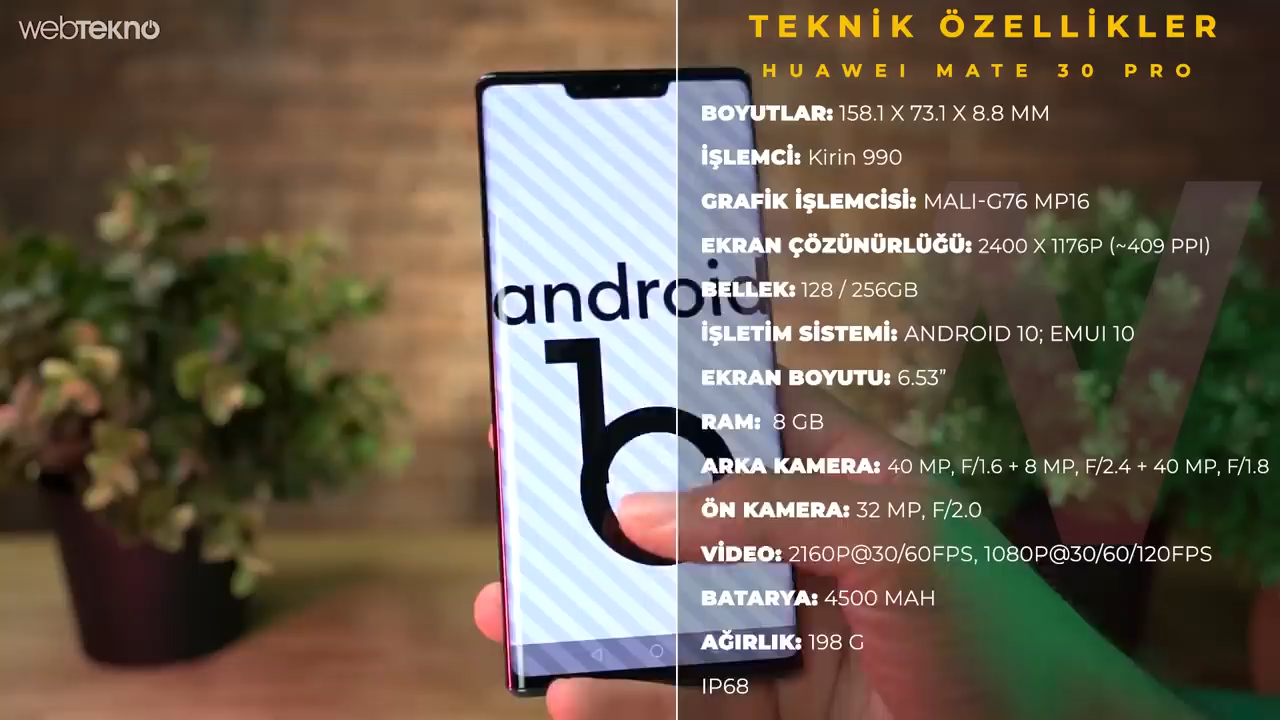 webTEKNO
TEKNİK ÖZELLİKLER
HUAWEI MATE 30 PRO
BOYUTLAR: 158.1 X 73.1 X 8.8 MM
İŞLEMCİ: Kirin 990
GRAFİK İŞLEMCİSİ: MALI-G76 MP16
EKRAN ÇÖZÜNÜRLÜĞÜ: 2400 X 1176P (~409 PPI)
android
BELLEK: 128 / 256GB
İŞLETİM SİSTEMİ: ANDROID 10; EMUI 10
EKRAN BOYUTU: 6.53”
RAM: 8 GB
ARKA KAMERA: 40 MP, F/1.6 + 8 MP, F/2.4 + 40 MP, F/1.8
ÖN KAMERA: 32 MP, F/2.0
VİDEO: 2160P@30/60FPS, 1080P@30/60/120FPS
BATARYA: 4500 MAH
AĞIRLIK: 198 G
IP68